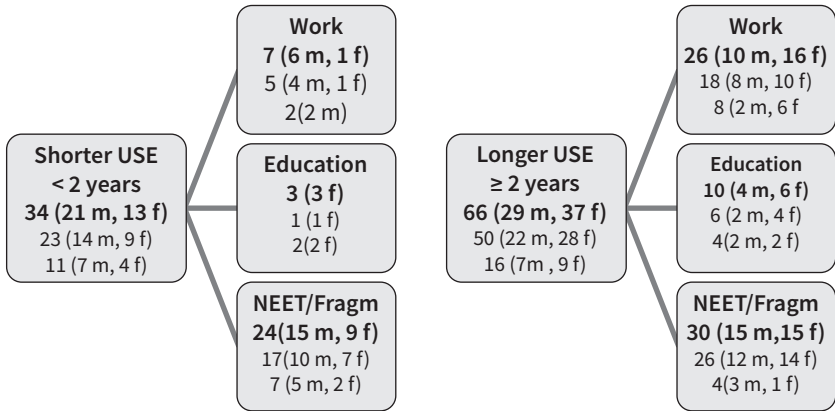 Shorter USE
< 2 years
34 (21 m, 13 f)
23 (14 m, 9 f)
11 (7 m, 4 f)
Work
7 (6 m, 1 f)
5 (4 m, 1 f)
2(2 m)
Education
3 (3 f)
1 (1 f)
2(2 f)
NEET/Fragm
24(15 m, 9 f)
17(10 m, 7 f)
7 (5 m, 2 f)
Longer USE
≥ 2 years
66 (29 m, 37 f)
50 (22 m, 28 f)
16 (7m , 9 f)
Work
26 (10 m, 16 f)
18 (8 m, 10 f)
8 (2 m, 6 f
Education
10 (4 m, 6 f)
6 (2 m, 4 f)
4(2 m, 2 f)
NEET/Fragm
30 (15 m,15 f)
26 (12 m, 14 f)
4(3 m, 1 f)